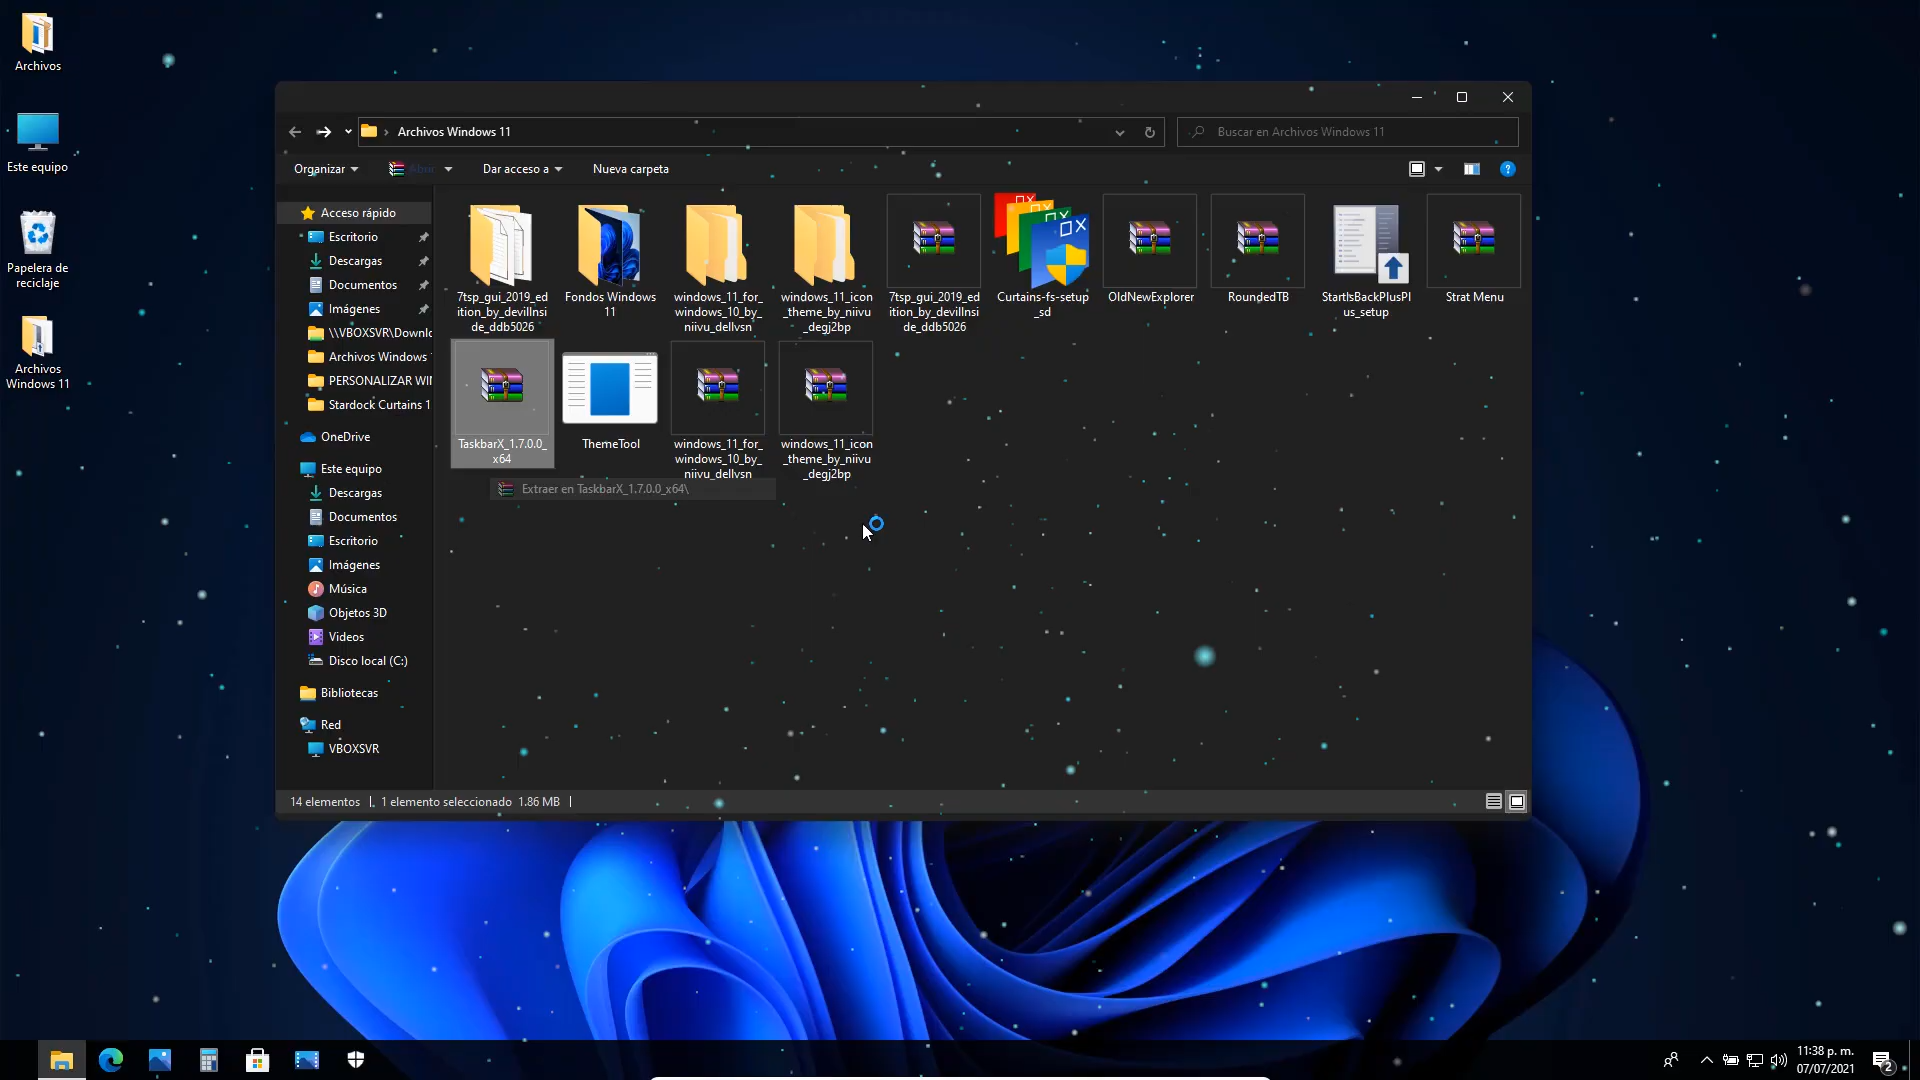 Archivos
Este equipo
Papelera de
reciclaje
Archivos
Windows 11
Archivos Windows 11
Buscar en Archivos Windows 11
Organizar
Abrir
Dar acceso a
Nueva carpeta
Acceso rápido
Escritorio
Descargas
Documentos
Imágenes
\\VBOXSVR\Downlo
Archivos Windows
PERSONALIZAR WI
Stardock Curtains 1
OneDrive
Este equipo
Descargas
Documentos
Escritorio
Imágenes
Música
Objetos 3D
Videos
Disco local (C:)
Bibliotecas
Red
VBOXSVR
7tsp_gui_2019_ed
ition_by_devillnsi
de_ddb5026
Fondos Windows
11
windows_11_for_
windows_10_by_
niivu_dellvsn
windows_11_icon
_theme_by_niivu
_degj2bp
7tsp_gui_2019_ed
ition_by_devillnsi
de_ddb5026
Curtains-fs-setup
_sd
OldNewExplorer
RoundedTB
StartIsBackPlusPl
us_setup
Strat Menu
TaskbarX_1.7.0.0_
x64
ThemeTool
windows_11_for_
windows_10_by_
niivu_dellvsn
windows_11_icon
_theme_by_niivu
_degj2bp
Extraer en TaskbarX_1.7.0.0_x64\
14 elementos
1 elemento seleccionado 1.86 MB
11:38 p. m.
07/07/2021
2